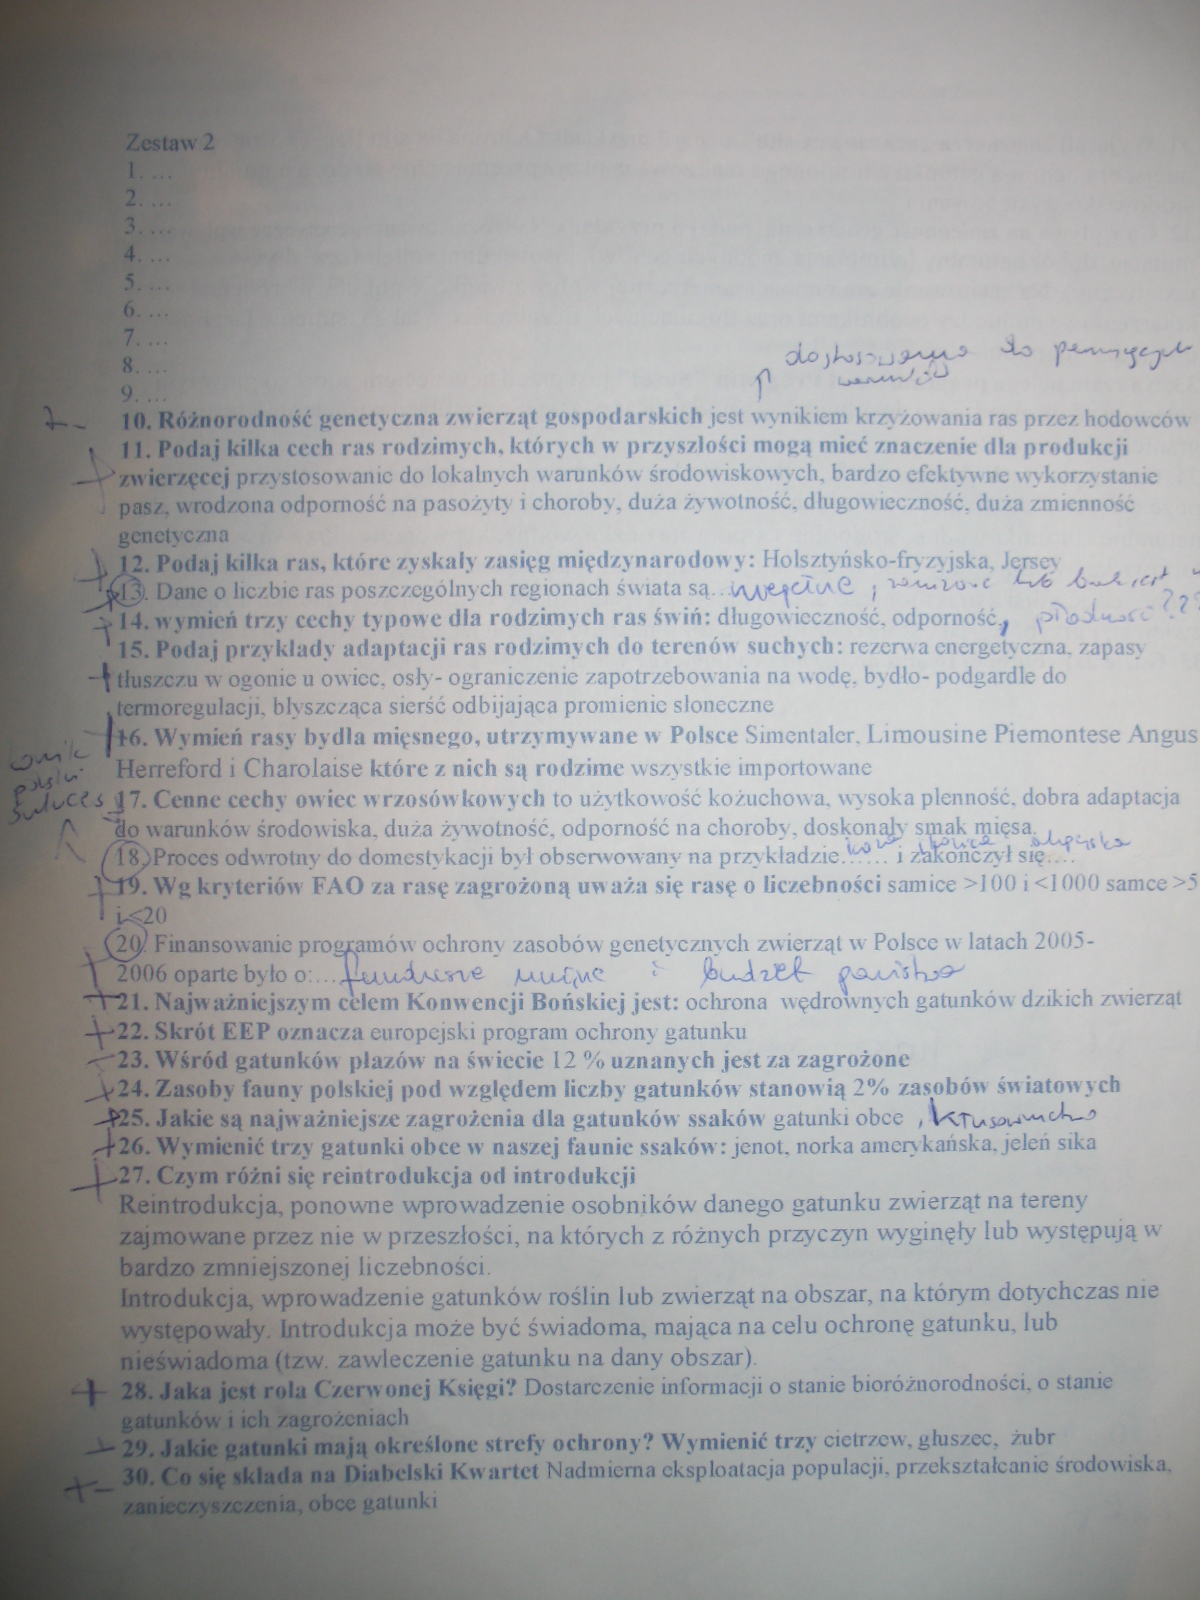 Zestaw 2
1. ...
2. ...
3. ...
4. ...
5. ...
6. ...
7. ...
8. ...
9. ...
do
10. Różnorodność genetyczna zwierząt gospodarskich jest wynikiem krzyżowania ras przez hodowców
11. Podaj kilka cech ras rodzimych, których w przyszłości mogą mieć znaczenie dla produkcji
zwierzęcej przystosowanie do lokalnych warunków środowiskowych, bardzo efektywne wykorzystanie
pasz, wrodzona odporność na pasożyty i choroby, duża żywotność, długowieczność, duża zmienność
genetyczna
12. Podaj kilka ras, które zyskały zasięg międzynarodowy: Holsztyńsko-fryzyjska, Jersey
13. Dane o liczbie ras poszczególnych regionach świata są..
14. wymień trzy cechy typowe dla rodzimych ras świń: długowieczność, odporność, płodność???
15. Podaj przykłady adaptacji ras rodzimych do terenów suchych: rezerwa energetyczna, zapasy
tłuszczu w ogonie u owiec, osły- ograniczenie zapotrzebowania na wodę, bydło- podgardle do
termoregulacji, błyszcząca sierść odbijająca promienie słoneczne
16. Wymień rasy bydła mięsnego, utrzymywane w Polsce Simentaler, Limousine Piemontese Angus
Herreford i Charolaise które z nich są rodzime wszystkie importowane
konik
polski
sukces
17. Cenne cechy owiec wrzosówkowych to użytkowość kożuchowa, wysoka plenność, dobra adaptacja
do warunków środowiska, duża żywotność, odporność na choroby, doskonały smak mięsa.
18. Proces odwrotny do domestykacji był obserwowany na przykładzie....... i zakończył się....
19. Wg kryteriów FAO za rasę zagrożoną uważa się rasę o liczebności samice >100 i <1000 samce >5
i <20
20. Finansowanie programów ochrony zasobów genetycznych zwierząt w Polsce w latach 2005-
2006 oparte było o:.... fundusze unijne i budżet państwa
21. Najważniejszym celem Konwencji Bońskiej jest: ochrona wędrownych gatunków dzikich zwierząt
22. Skrót EEP oznacza europejski program ochrony gatunku
23. Wśród gatunków płazów na świecie 12 % uznanych jest za zagrożone
24. Zasoby fauny polskiej pod względem liczby gatunków stanowią 2% zasobów światowych
25. Jakie są najważniejsze zagrożenia dla gatunków ssaków gatunki obce , kłusownictwo
26. Wymienić trzy gatunki obce w naszej faunie ssaków: jenot, norka amerykańska, jeleń sika
27. Czym różni się reintrodukcja od introdukcji
Reintrodukcja, ponowne wprowadzenie osobników danego gatunku zwierząt na tereny
zajmowane przez nie w przeszłości, na których z różnych przyczyn wyginęły lub występują w
bardzo zmniejszonej liczebności.
Introdukcja, wprowadzenie gatunków roślin lub zwierząt na obszar, na którym dotychczas nie
występowały. Introdukcja może być świadoma, mająca na celu ochronę gatunku, lub
nieświadoma (tzw. zawleczenie gatunku na dany obszar).
28. Jaka jest rola Czerwonej Księgi? Dostarczenie informacji o stanie bioróżnorodności, o stanie
gatunków i ich zagrożeniach
29. Jakie gatunki mają określone strefy ochrony? Wymienić trzy cietrzew, głuszec, żubr
30. Co się składa na Diabelski Kwartet Nadmierna eksploatacja populacji, przekształcanie środowiska,
zanieczyszczenia, obce gatunki